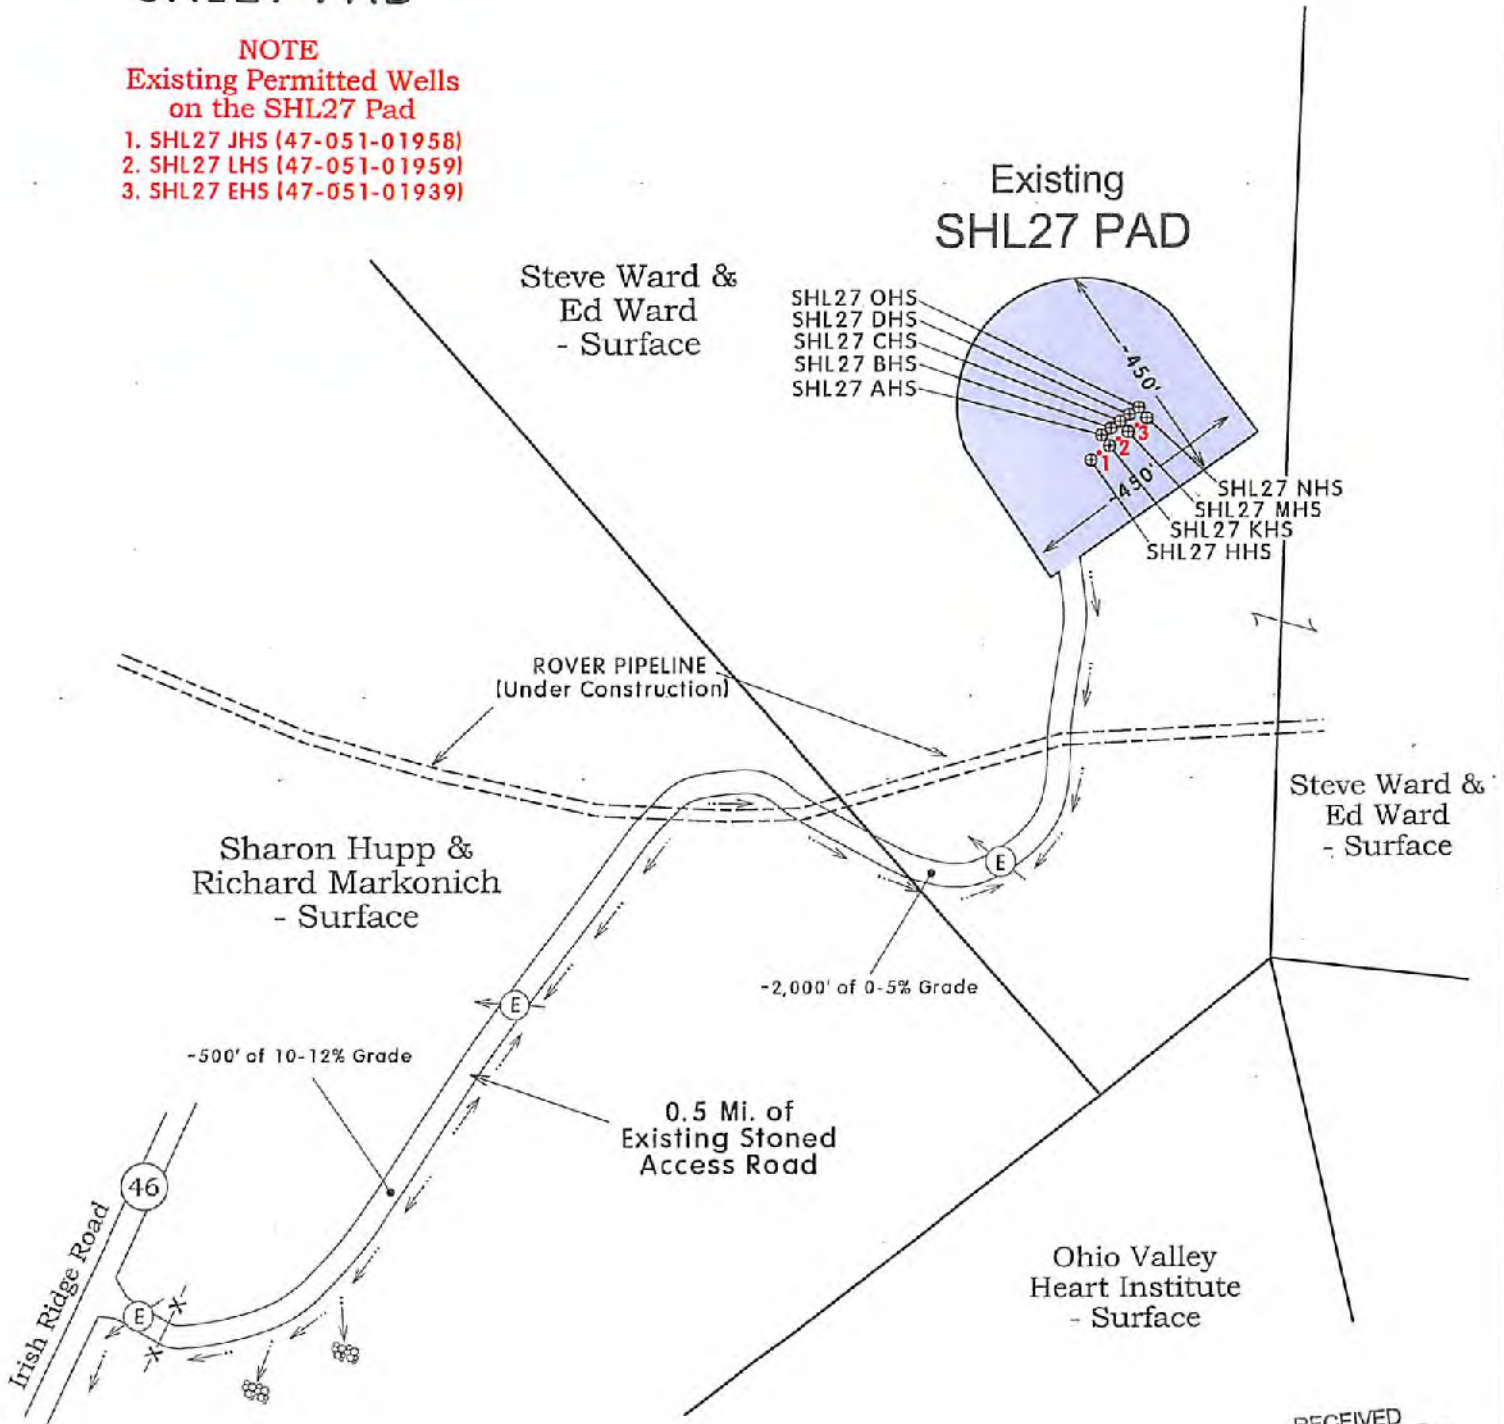 SHL27 PAD
NOTE
Existing Permitted Wells
on the SHL27 Pad
1. SHL27 JHS (47-051-01958)
2. SHL27 LHS (47-051-01959)
3. SHL27 EHS (47-051-01939)
Existing
SHL27 PAD
Steve Ward &
Ed Ward
- Surface
SHL27 OHS
SHL27 DHS
SHL27 CHS
SHL27 BHS
SHL27 AHS
~450'
3
2
1
~450'
SHL27 NHS
SHL27 MHS
SHL27 KHS
SHL27 HHS
ROVER PIPELINE
(Under Construction)
Steve Ward &
Ed Ward
- Surface
Sharon Hupp &
Richard Markonich
- Surface
E
~2,000' of 0-5% Grade
E
~500' of 10-12% Grade
0.5 Mi. of
Existing Stoned
Access Road
46
Irish Ridge Road
E
Ohio Valley
Heart Institute
- Surface
RECEIVED